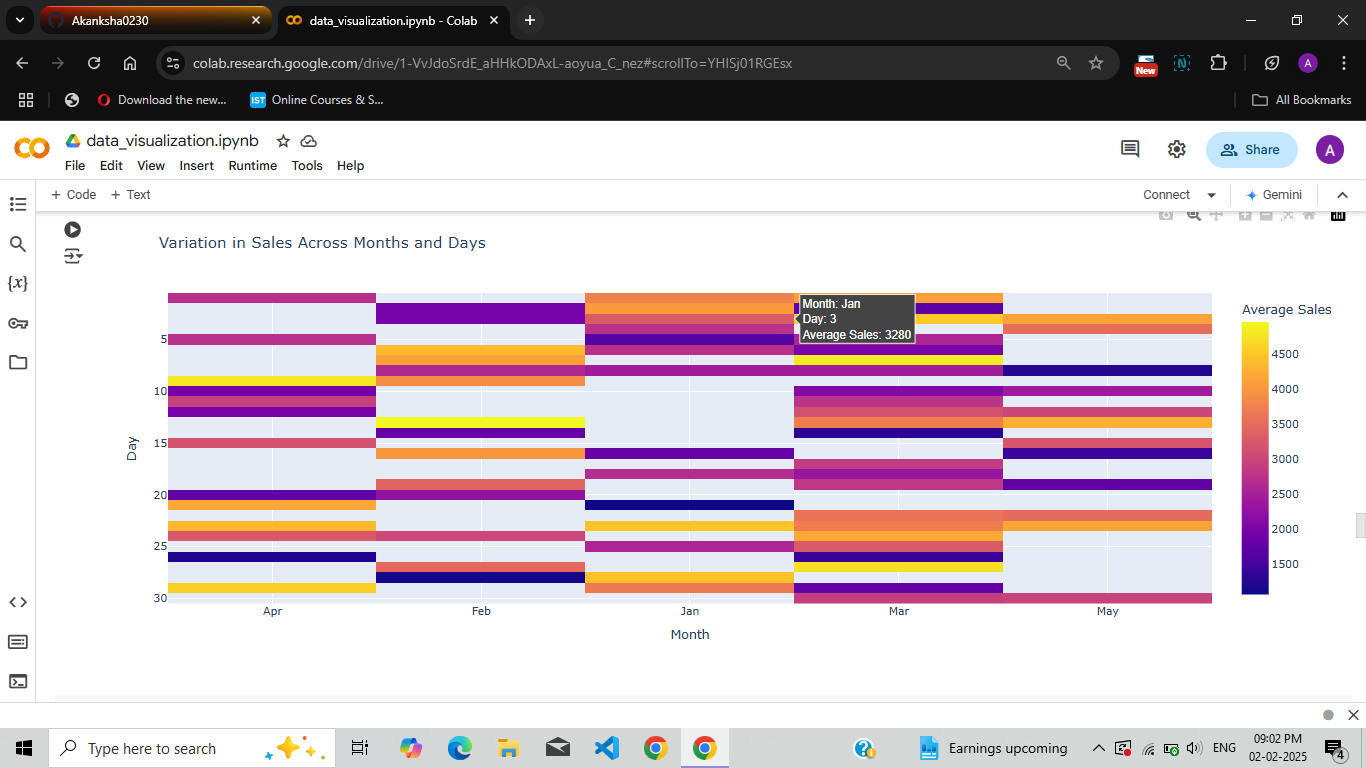 Akanksha0230
data_visualization.ipynb - Colab
colab.research.google.com/drive/1-VvJdoSrdE_aHHkODAxL-aoyua_C_nez#scrollTo=YHISj01RGEsx
New
N
A
Download the new...
IST
Online Courses & S...
All Bookmarks
data_visualization.ipynb
File Edit View Insert Runtime Tools Help
Share
A
+ Code + Text
Connect
Gemini
{x}
Variation in Sales Across Months and Days
Month: Jan
Day: 3
Average Sales: 3280
Average Sales
5
10
15
20
25
30
Day
Apr Feb Jan Mar May
Month
4500
4000
3500
3000
2500
2000
1500
Type here to search
Earnings upcoming
ENG
09:02 PM
02-02-2025
4